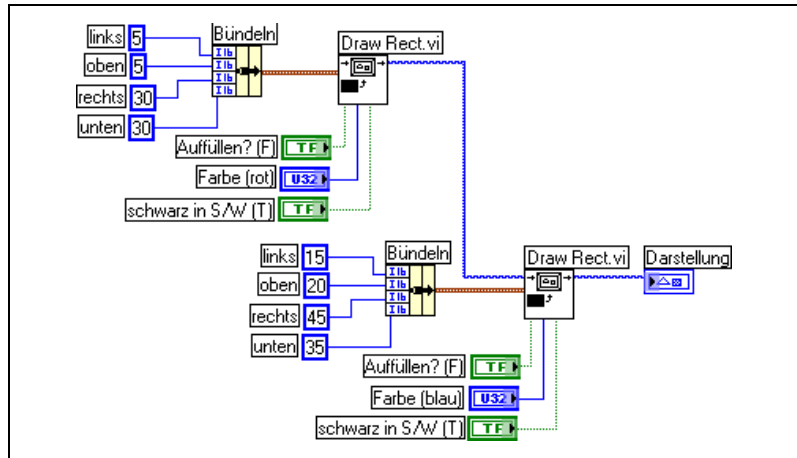 Bündeln
links 5
oben 5
rechts 30
unten 30
Draw Rect.vi
Auffüllen? (F) TF
Farbe (rot) U32
schwarz in S/W (T) TF
Bündeln
links 15
oben 20
rechts 45
unten 35
Draw Rect.vi
Darstellung
Auffüllen? (F) TF
Farbe (blau) U32
schwarz in S/W (T) TF